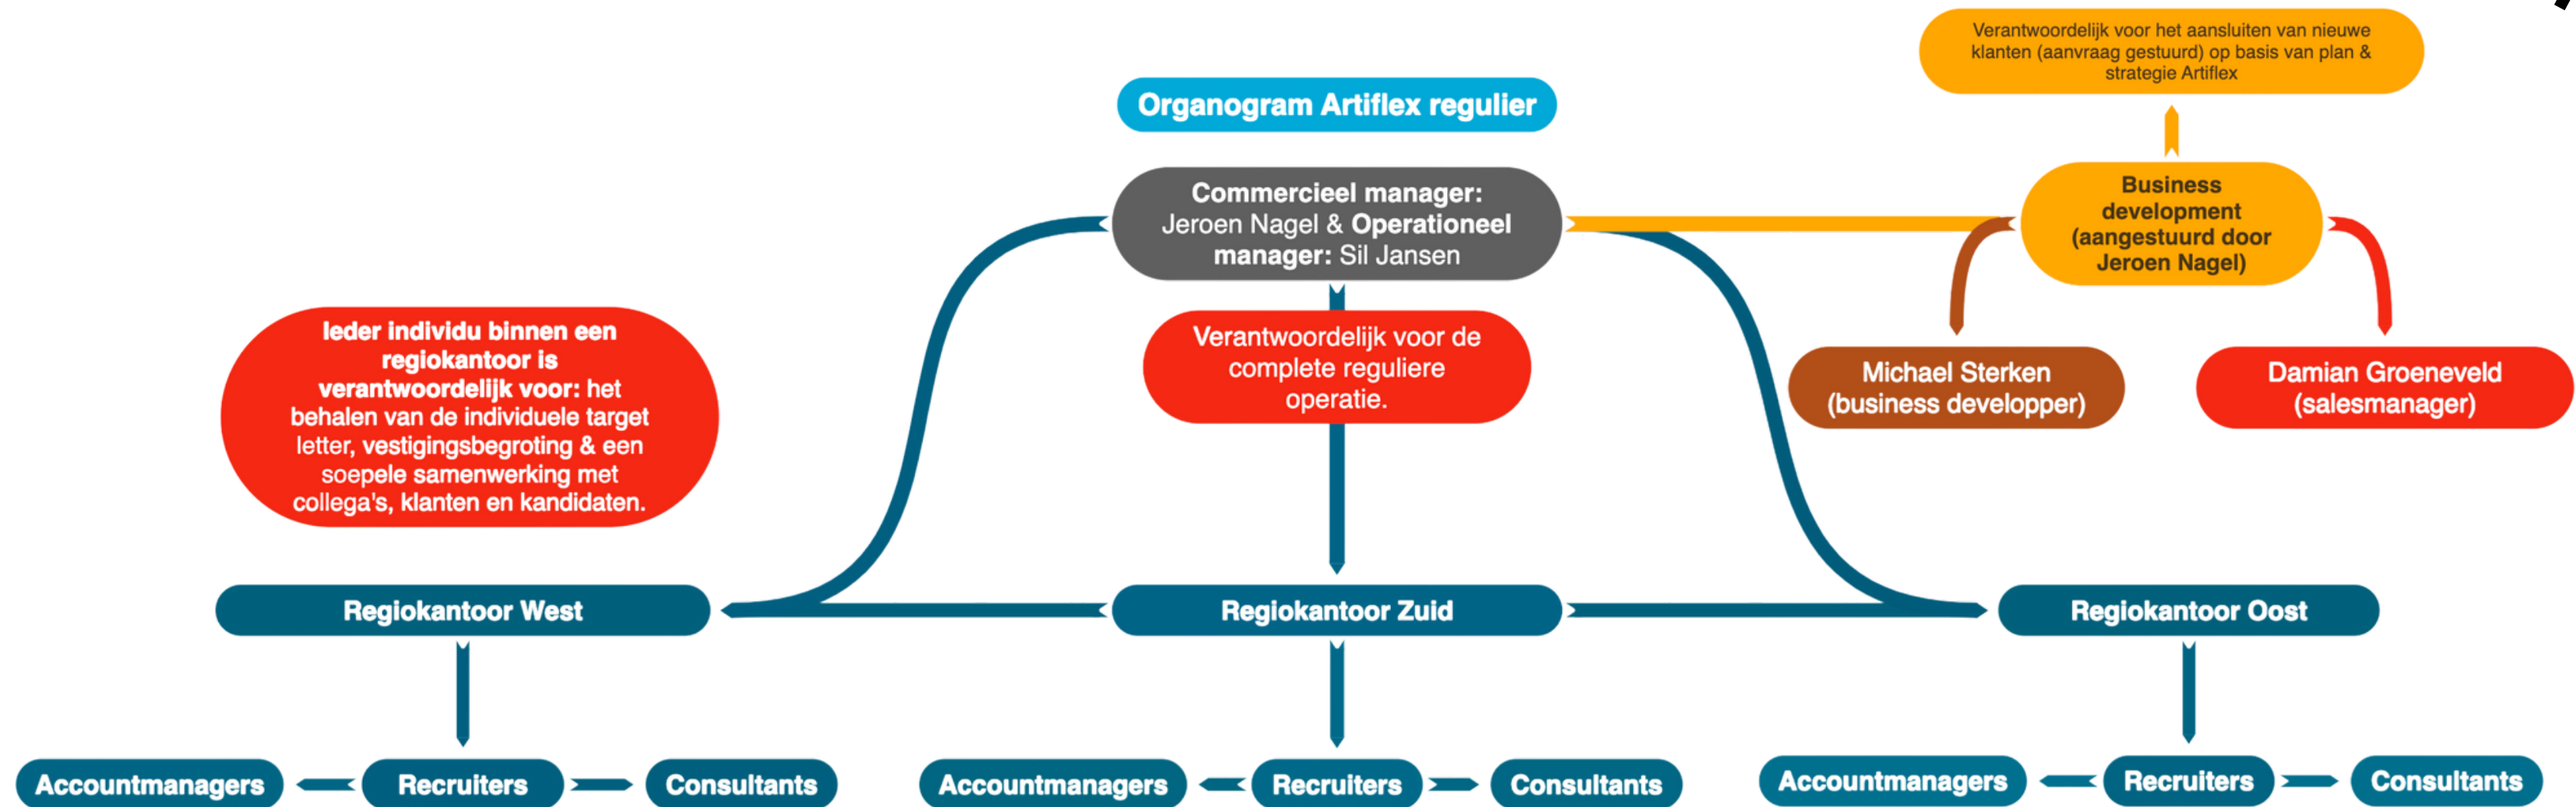 Verantwoordelijk voor het aansluiten van nieuwe
klanten (aanvraag gestuurd) op basis van plan &
strategie Artiflex
Organogram Artiflex regulier
Commercieel manager:
Jeroen Nagel & Operationeel
manager: Sil Jansen
Business
development
(aangestuurd door
Jeroen Nagel)
Ieder individu binnen een
regiokantoor is
verantwoordelijk voor: het
behalen van de individuele target
letter, vestigingsbegroting & een
soepele samenwerking met
collega's, klanten en kandidaten.
Verantwoordelijk voor de
complete reguliere
operatie.
Michael Sterken
(business developper)
Damian Groeneveld
(salesmanager)
Regiokantoor West
Regiokantoor Zuid
Regiokantoor Oost
Accountmanagers
Recruiters
Consultants
Accountmanagers
Recruiters
Consultants
Accountmanagers
Recruiters
Consultants